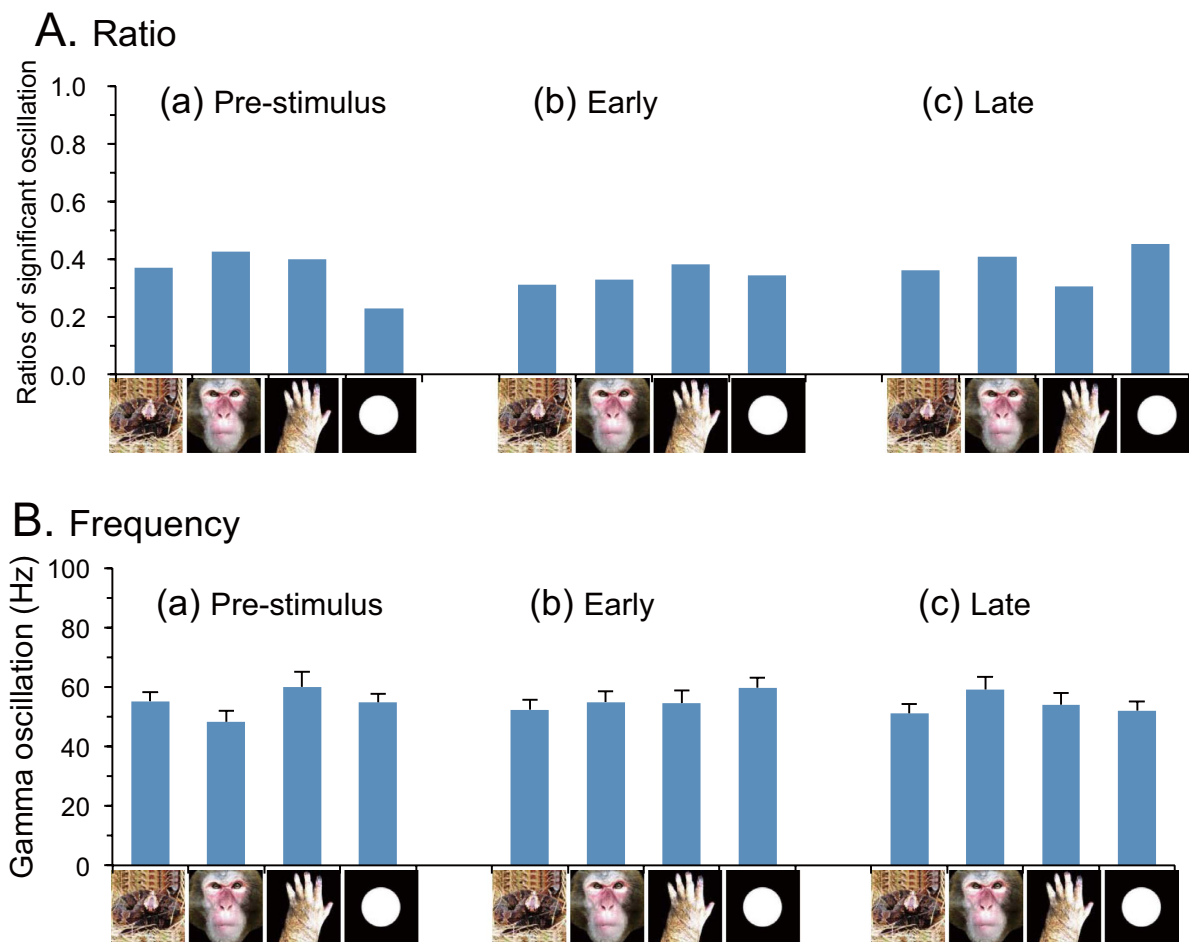 A. Ratio
Ratios of significant oscillation
1.0
0.8
0.6
0.4
0.2
0.0
(a) Pre-stimulus
(b) Early
(c) Late
B. Frequency
Gamma oscillation (Hz)
100
80
60
40
20
0
(a) Pre-stimulus
(b) Early
(c) Late